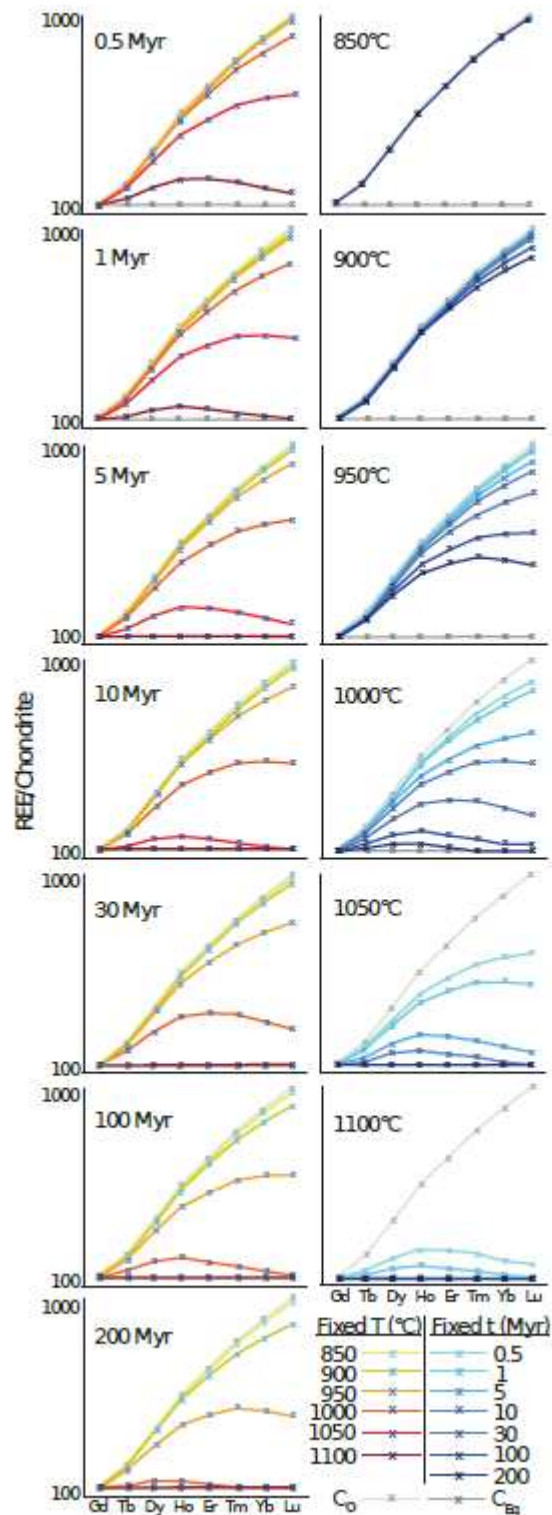 1000
0.5 Myr
850°C
100
1000
1 Myr
900°C
100
1000
5 Myr
950°C
100
1000
10 Myr
1000°C
100
REE/Chondrite
1000
30 Myr
1050°C
100
1000
100 Myr
1100°C
100
Gd Tb Dy Ho Er Tm Yb Lu
1000
200 Myr
100
Gd Tb Dy Ho Er Tm Yb Lu
Fixed T (°C) Fixed t (Myr)
850 0.5
900 1
950 5
1000 10
1050 30
1100 100
200
C₀ C_Eq